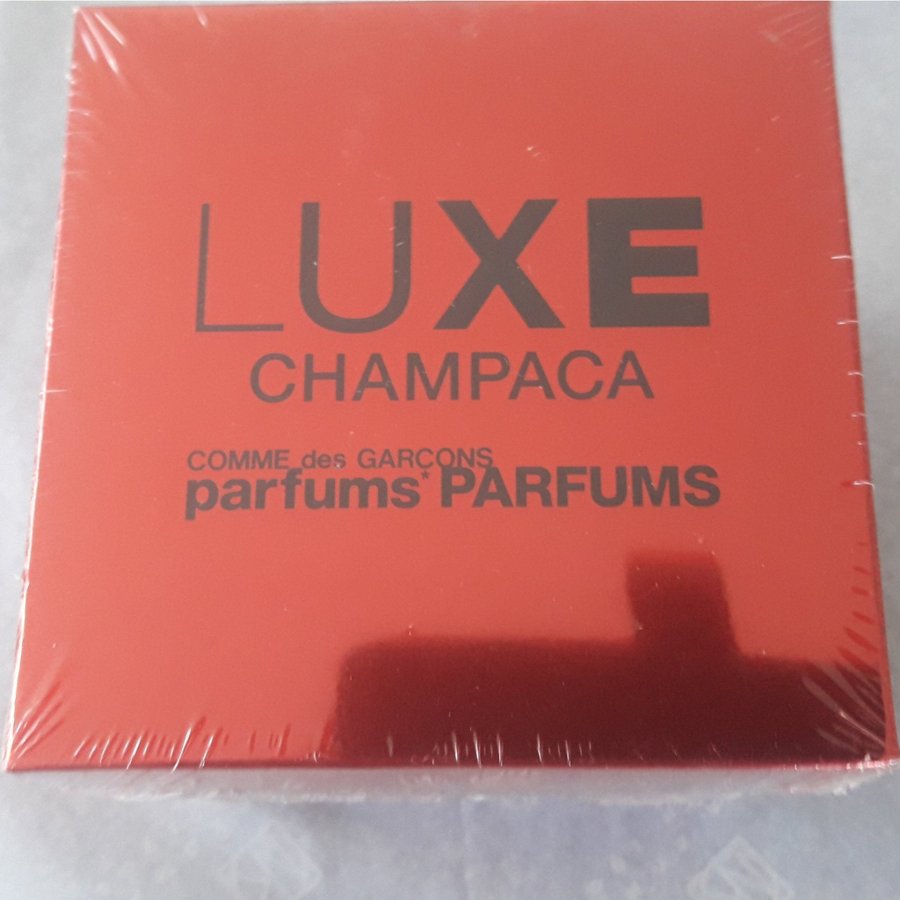 LUXE
CHAMPACA
COMME des GARÇONS
parfums* PARFUMS